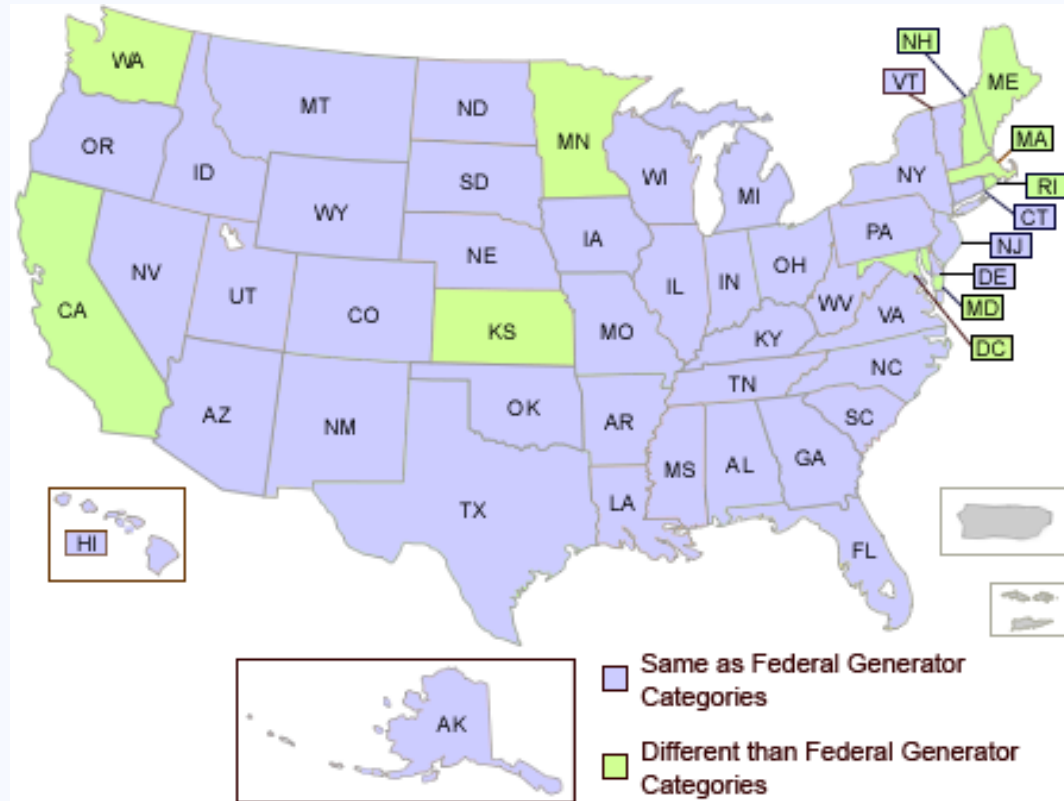 WA
MT
ND
MN
NH
VT
ME
OR
ID
SD
WI
MI
NY
MA
RI
WY
CT
NV
NE
IA
PA
NJ
CA
UT
CO
IL
IN
OH
DE
KS
MO
WV
VA
MD
KY
DC
AZ
NM
OK
AR
TN
NC
SC
MS
AL
GA
TX
LA
HI
FL
AK
Same as Federal Generator
Categories
Different than Federal Generator
Categories